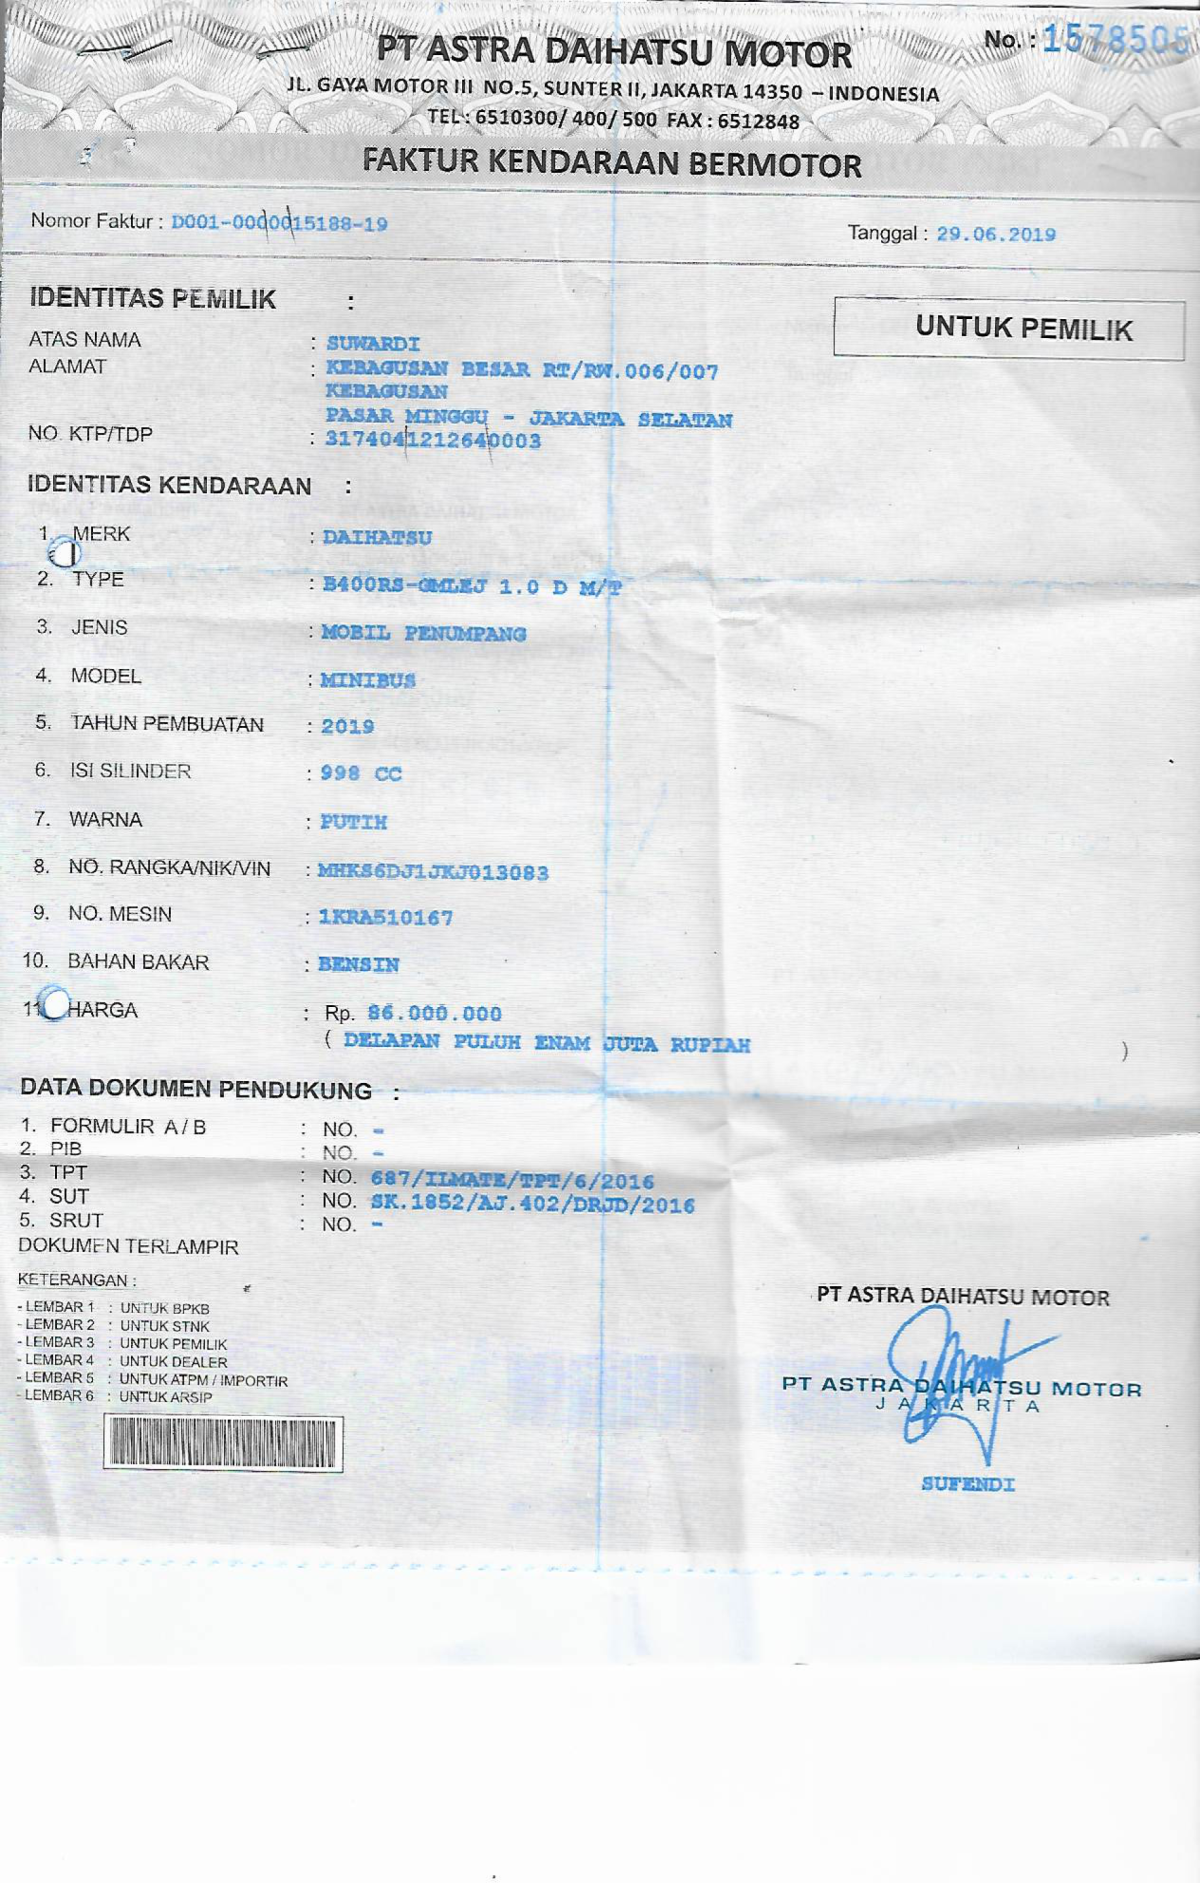 No. : 1578505
PT ASTRA DAIHATSU MOTOR
JL. GAYA MOTOR III NO.5, SUNTER II, JAKARTA 14350 – INDONESIA
TEL : 6510300/ 400/ 500 FAX : 6512848
FAKTUR KENDARAAN BERMOTOR
Nomor Faktur : D001-0000015188-19
Tanggal : 29.06.2019
IDENTITAS PEMILIK :
UNTUK PEMILIK
ATAS NAMA : SUWARDI
ALAMAT : KEBAGUSAN BESAR RT/RW.006/007
KEBAGUSAN
PASAR MINGGU - JAKARTA SELATAN
NO. KTP/TDP : 3174041212640003
IDENTITAS KENDARAAN :
1. MERK : DAIHATSU
2. TYPE : B400RS-GMLEJ 1.0 D M/T
3. JENIS : MOBIL PENUMPANG
4. MODEL : MINIBUS
5. TAHUN PEMBUATAN : 2019
6. ISI SILINDER : 998 CC
7. WARNA : PUTIH
8. NO. RANGKA/NIK/VIN : MHKS6DJ1JKJ013083
9. NO. MESIN : 1KRA510167
10. BAHAN BAKAR : BENSIN
11. HARGA : Rp. 86.000.000
( DELAPAN PULUH ENAM JUTA RUPIAH )
DATA DOKUMEN PENDUKUNG :
1. FORMULIR A / B : NO. -
2. PIB : NO. -
3. TPT : NO. 687/ILMATE/TPT/6/2016
4. SUT : NO. SK.1852/AJ.402/DRJD/2016
5. SRUT : NO. -
DOKUMEN TERLAMPIR
KETERANGAN :
- LEMBAR 1 : UNTUK BPKB
- LEMBAR 2 : UNTUK STNK
- LEMBAR 3 : UNTUK PEMILIK
- LEMBAR 4 : UNTUK DEALER
- LEMBAR 5 : UNTUK ATPM / IMPORTIR
- LEMBAR 6 : UNTUK ARSIP
PT ASTRA DAIHATSU MOTOR
PT ASTRA DAIHATSU MOTOR
JAKARTA
SUFENDI